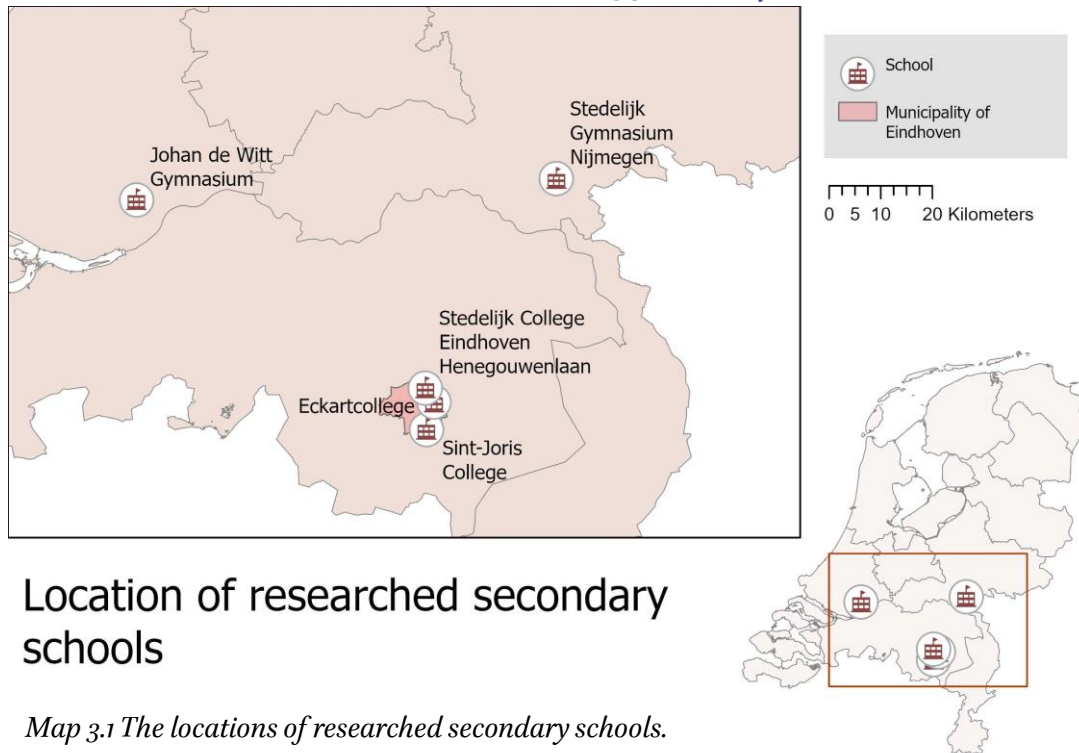 Johan de Witt
Gymnasium
Stedelijk
Gymnasium
Nijmegen
Stedelijk College
Eindhoven
Henegouwenlaan
Eckartcollege
Sint-Joris
College
School
Municipality of
Eindhoven
0 5 10 20 Kilometers
Location of researched secondary
schools
Map 3.1 The locations of researched secondary schools.